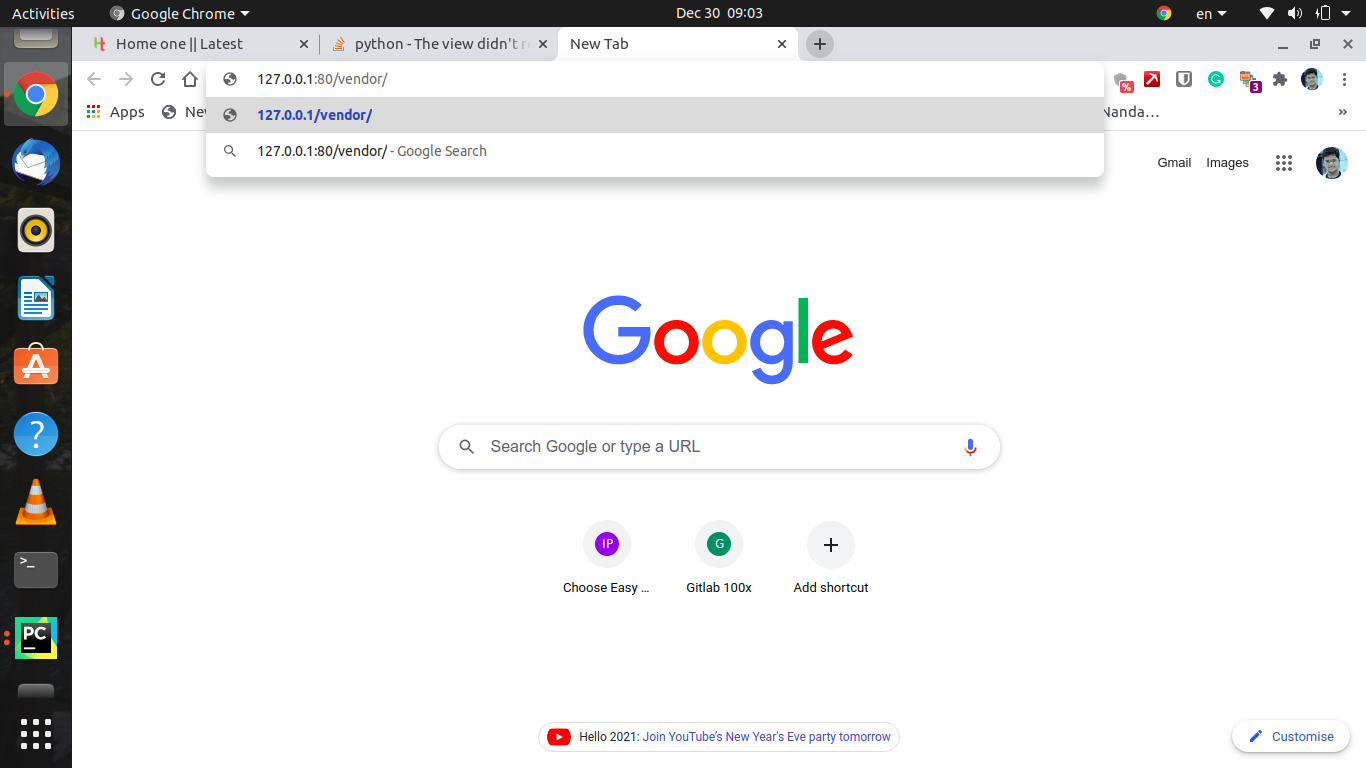 Activities
Google Chrome
Dec 30 09:03
en
Home one || Latest
python - The view didn't r
New Tab
127.0.0.1:80/vendor/
%
3
Apps
Nev
127.0.0.1/vendor/
Nanda…
»
127.0.0.1:80/vendor/ - Google Search
Gmail
Images
Google
Search Google or type a URL
IP
G
Choose Easy ...
Gitlab 100x
Add shortcut
>_
PC
Hello 2021: Join YouTube's New Year's Eve party tomorrow
Customise